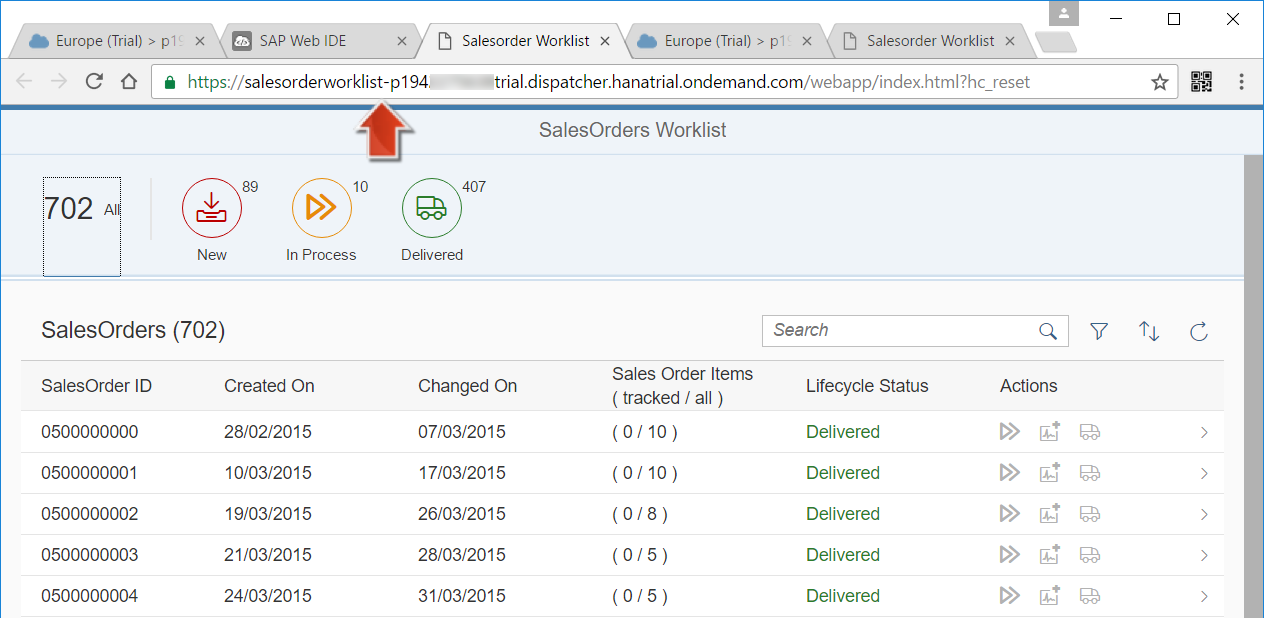 Europe (Trial) > p19
SAP Web IDE
Salesorder Worklist
Europe (Trial) > p15
Salesorder Worklist
https://salesorderworklist-p194 trial.dispatcher.hanatrial.ondemand.com/webapp/index.html?hc_reset
SalesOrders Worklist
702 All
89
New
10
In Process
407
Delivered
SalesOrders (702)
Search
SalesOrder ID Created On Changed On Sales Order Items ( tracked / all ) Lifecycle Status Actions
0500000000 28/02/2015 07/03/2015 ( 0 / 10 ) Delivered
0500000001 10/03/2015 17/03/2015 ( 0 / 10 ) Delivered
0500000002 19/03/2015 26/03/2015 ( 0 / 8 ) Delivered
0500000003 21/03/2015 28/03/2015 ( 0 / 5 ) Delivered
0500000004 24/03/2015 31/03/2015 ( 0 / 5 ) Delivered